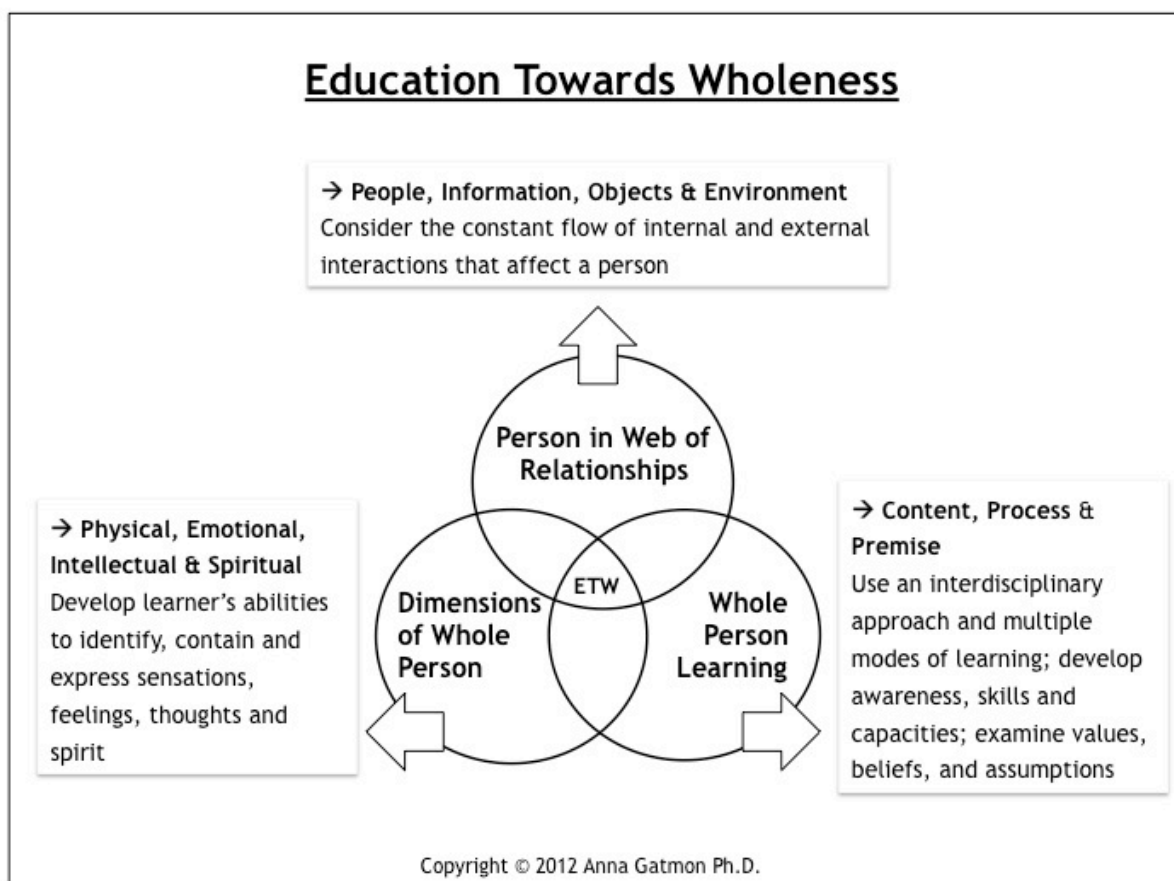 Education Towards Wholeness
→ People, Information, Objects & Environment
Consider the constant flow of internal and external
interactions that affect a person
Person in Web of
Relationships
→ Physical, Emotional,
Intellectual & Spiritual
Develop learner's abilities
to identify, contain and
express sensations,
feelings, thoughts and
spirit
Dimensions
of Whole
Person
ETW
Whole
Person
Learning
→ Content, Process &
Premise
Use an interdisciplinary
approach and multiple
modes of learning; develop
awareness, skills and
capacities; examine values,
beliefs, and assumptions
Copyright © 2012 Anna Gatmon Ph.D.